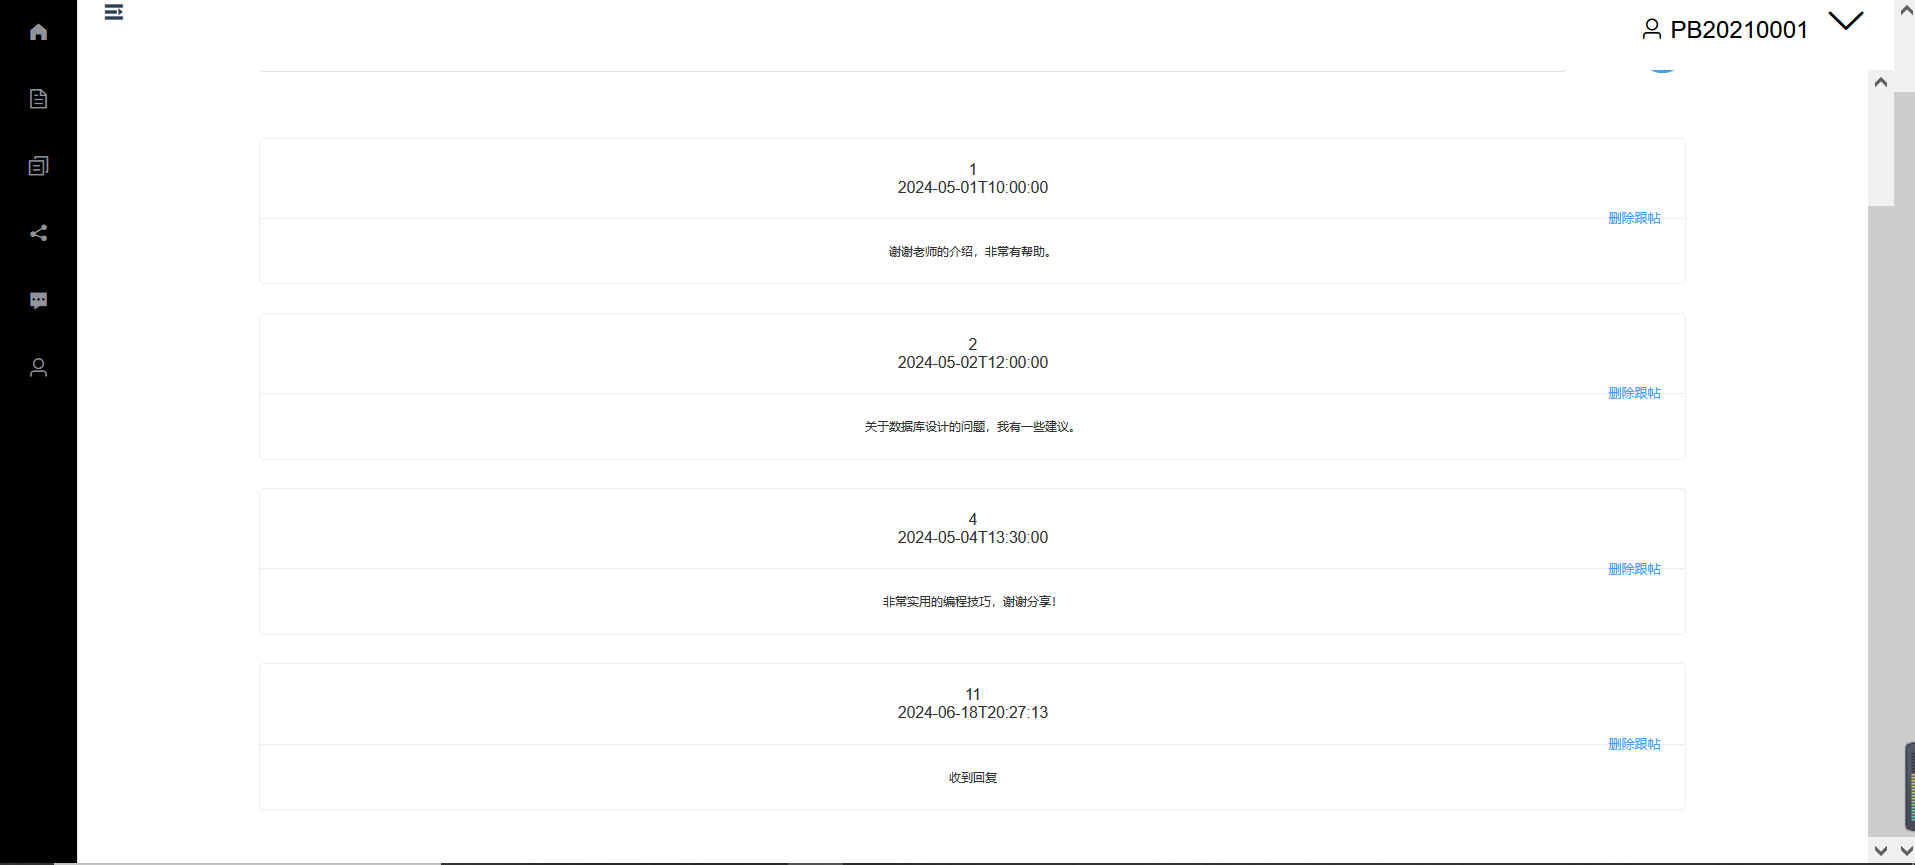 PB20210001
1
2024-05-01T10:00:00
删除跟帖
谢谢老师的介绍，非常有帮助。
2
2024-05-02T12:00:00
删除跟帖
关于数据库设计的问题，我有一些建议。
4
2024-05-04T13:30:00
删除跟帖
非常实用的编程技巧，谢谢分享！
11
2024-06-18T20:27:13
删除跟帖
收到回复